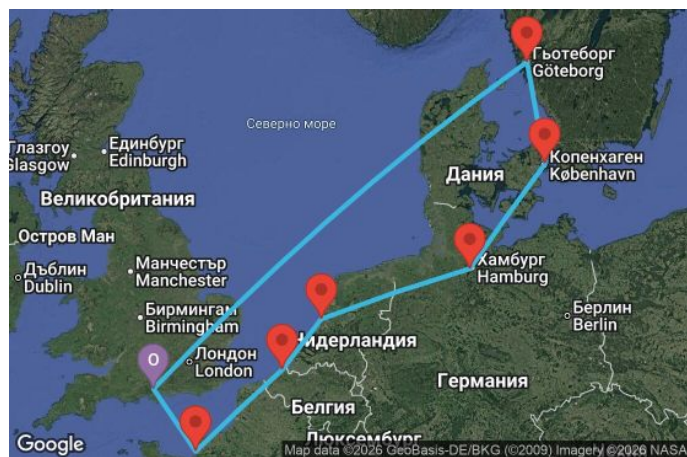 Гьотеборг
Göteborg
Северно море
Глазгоу
Glasgow
Единбург
Edinburgh
Копенхаген
København
Дания
Великобритания
Остров Ман
Дъблин
Dublin
Манчестър
Manchester
Хамбург
Hamburg
Бирмингам
Birmingham
Берлин
Berlin
Нидерландия
О
Лондон
London
Германия
Белгия
Люксембург
Google
Map data ©2026 GeoBasis-DE/BKG (©2009) Imagery ©2026 NASA